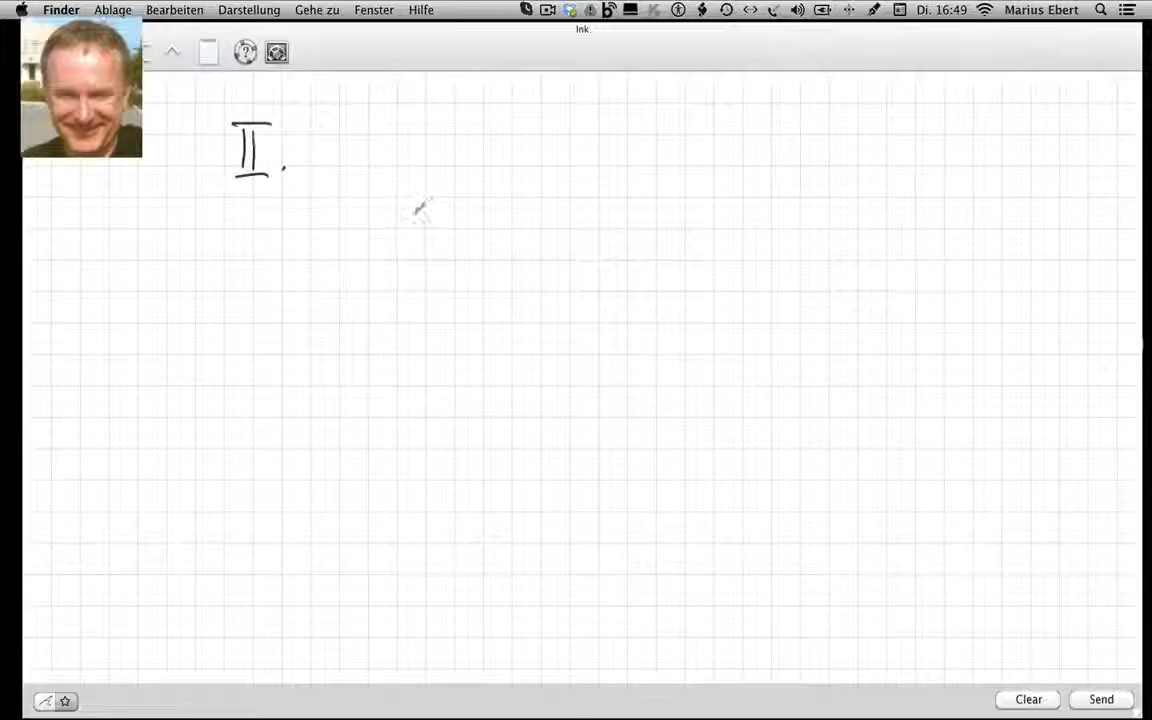 Finder Ablage Bearbeiten Darstellung Gehe zu Fenster Hilfe Di. 16:49 Marius Ebert
Ink
II.
Clear Send